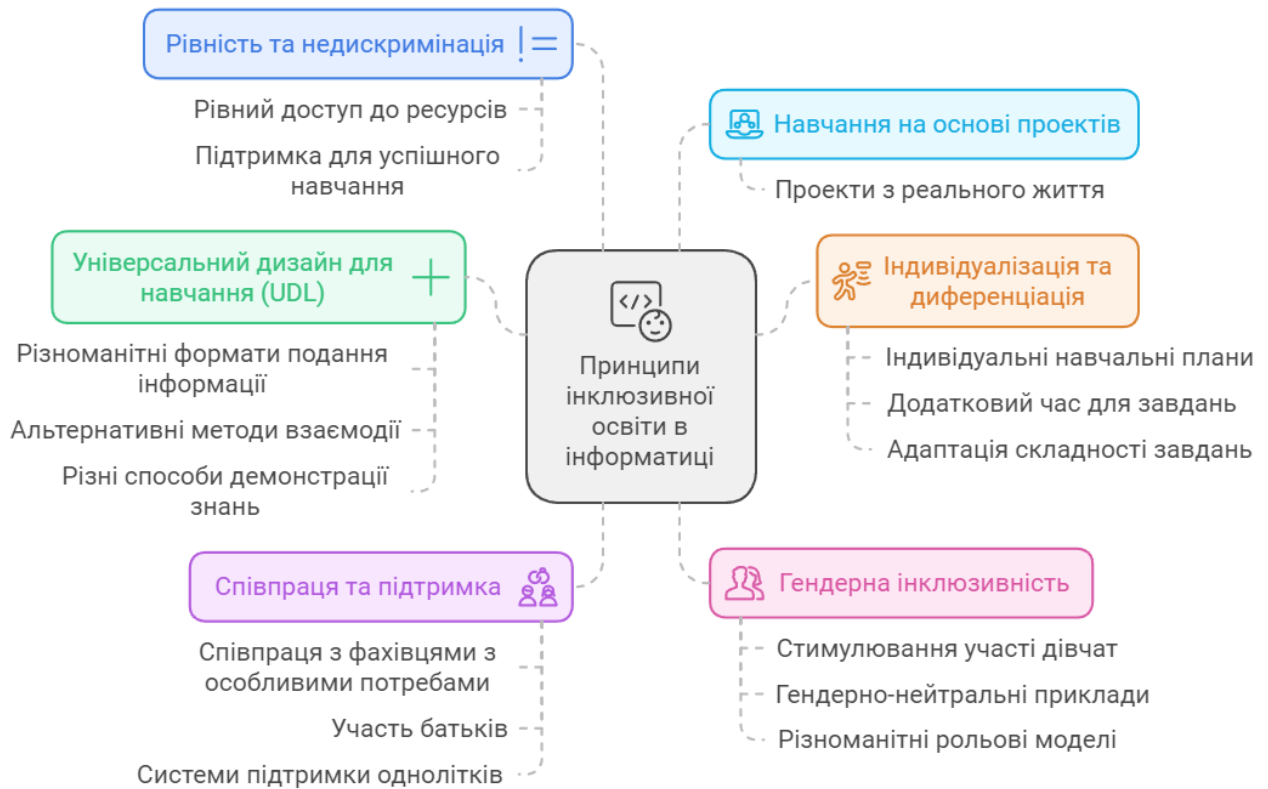 Рівність та недискримінація
Рівний доступ до ресурсів
Підтримка для успішного
навчання
Універсальний дизайн для
навчання (UDL)
Різноманітні формати подання
інформації
Альтернативні методи взаємодії
Різні способи демонстрації
знань
Співпраця та підтримка
Співпраця з фахівцями з
особливими потребами
Участь батьків
Системи підтримки однолітків
Принципи
інклюзивної
освіти в
інформатиці
Навчання на основі проектів
Проекти з реального життя
Індивідуалізація та
диференціація
Індивідуальні навчальні плани
Додатковий час для завдань
Адаптація складності завдань
Гендерна інклюзивність
Стимулювання участі дівчат
Гендерно-нейтральні приклади
Різноманітні рольові моделі